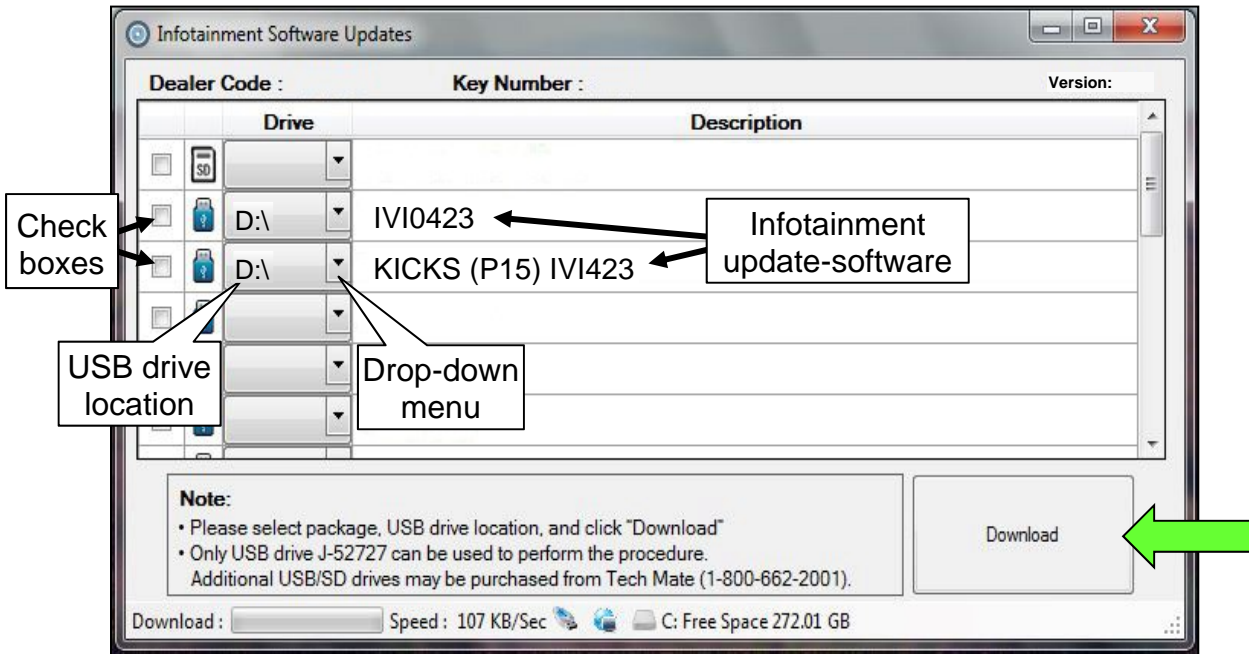 Infotainment Software Updates
Dealer Code : Key Number : Version:
Drive Description
SD
D:\ IVI0423
D:\ KICKS (P15) IVI423
Check
boxes
Infotainment
update-software
USB drive
location
Drop-down
menu
Note:
• Please select package, USB drive location, and click "Download"
• Only USB drive J-52727 can be used to perform the procedure.
Additional USB/SD drives may be purchased from Tech Mate (1-800-662-2001).
Download
Download : Speed : 107 KB/Sec C: Free Space 272.01 GB